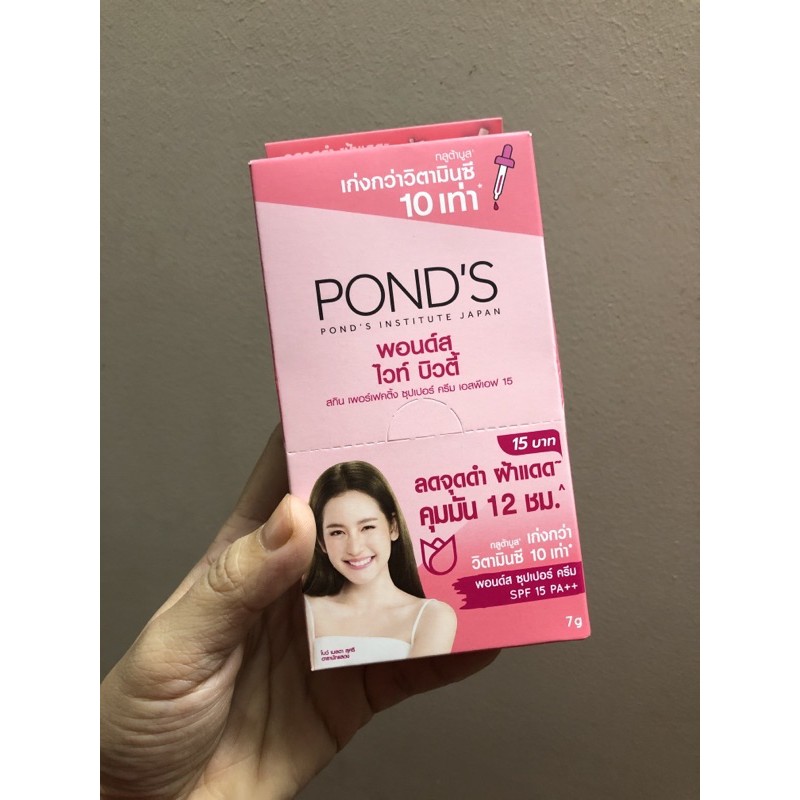 กลูต้าบูส*
เก่งกว่าวิตามินซี
10 เท่า*
POND'S
POND'S INSTITUTE JAPAN
พอนด์ส
ไวท์ บิวตี้
สกิน เพอร์เฟคติ้ง ซุปเปอร์ ครีม เอสพีเอฟ 15
15 บาท
ลดจุดดำ ฝ้าแดด~
คุมมัน 12 ชม.^
กลูต้าบูส* เก่งกว่า
วิตามินซี 10 เท่า*
พอนด์ส ซุปเปอร์ ครีม
SPF 15 PA++
7 g